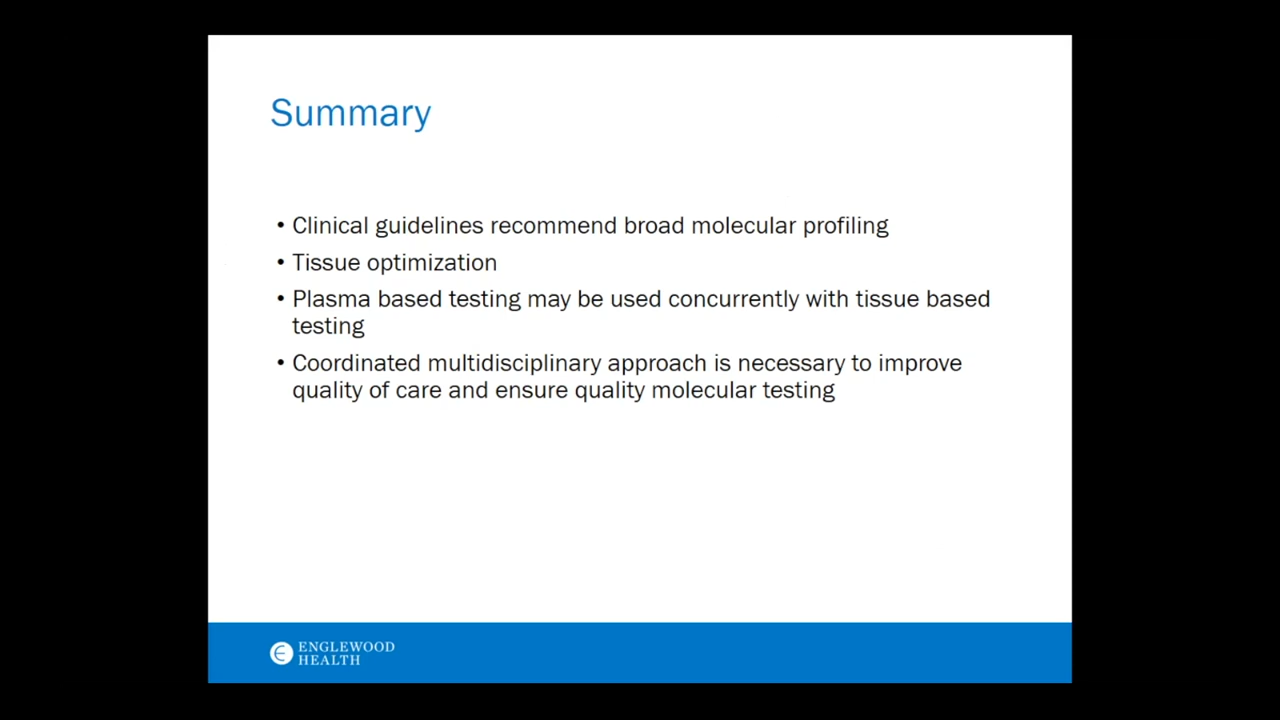 Summary
• Clinical guidelines recommend broad molecular profiling
• Tissue optimization
• Plasma based testing may be used concurrently with tissue based
testing
• Coordinated multidisciplinary approach is necessary to improve
quality of care and ensure quality molecular testing
ENGLEWOOD
HEALTH